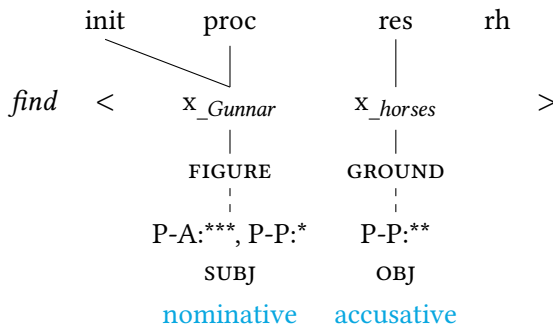 init proc res rh
find < x_Gunnar x_horses >
FIGURE GROUND
P-A:***, P-P:* P-P:**
SUBJ OBJ
nominative accusative